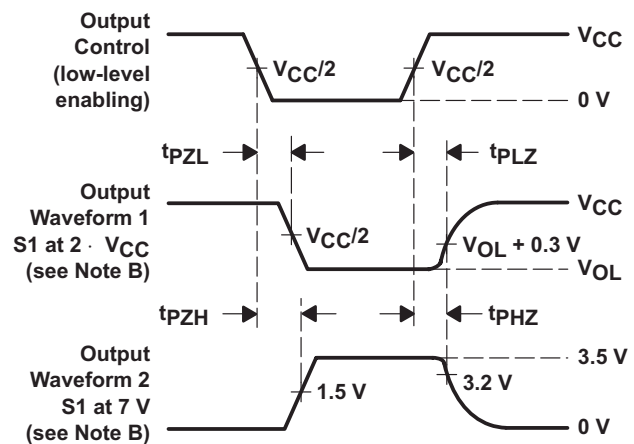 Output
Control
(low-level
enabling)
VCC/2
VCC/2
VCC
0 V
tPZL
tPLZ
Output
Waveform 1
S1 at 2 · VCC
(see Note B)
VCC/2
VCC
VOL + 0.3 V
VOL
tPZH
tPHZ
Output
Waveform 2
S1 at 7 V
(see Note B)
1.5 V
3.5 V
3.2 V
0 V